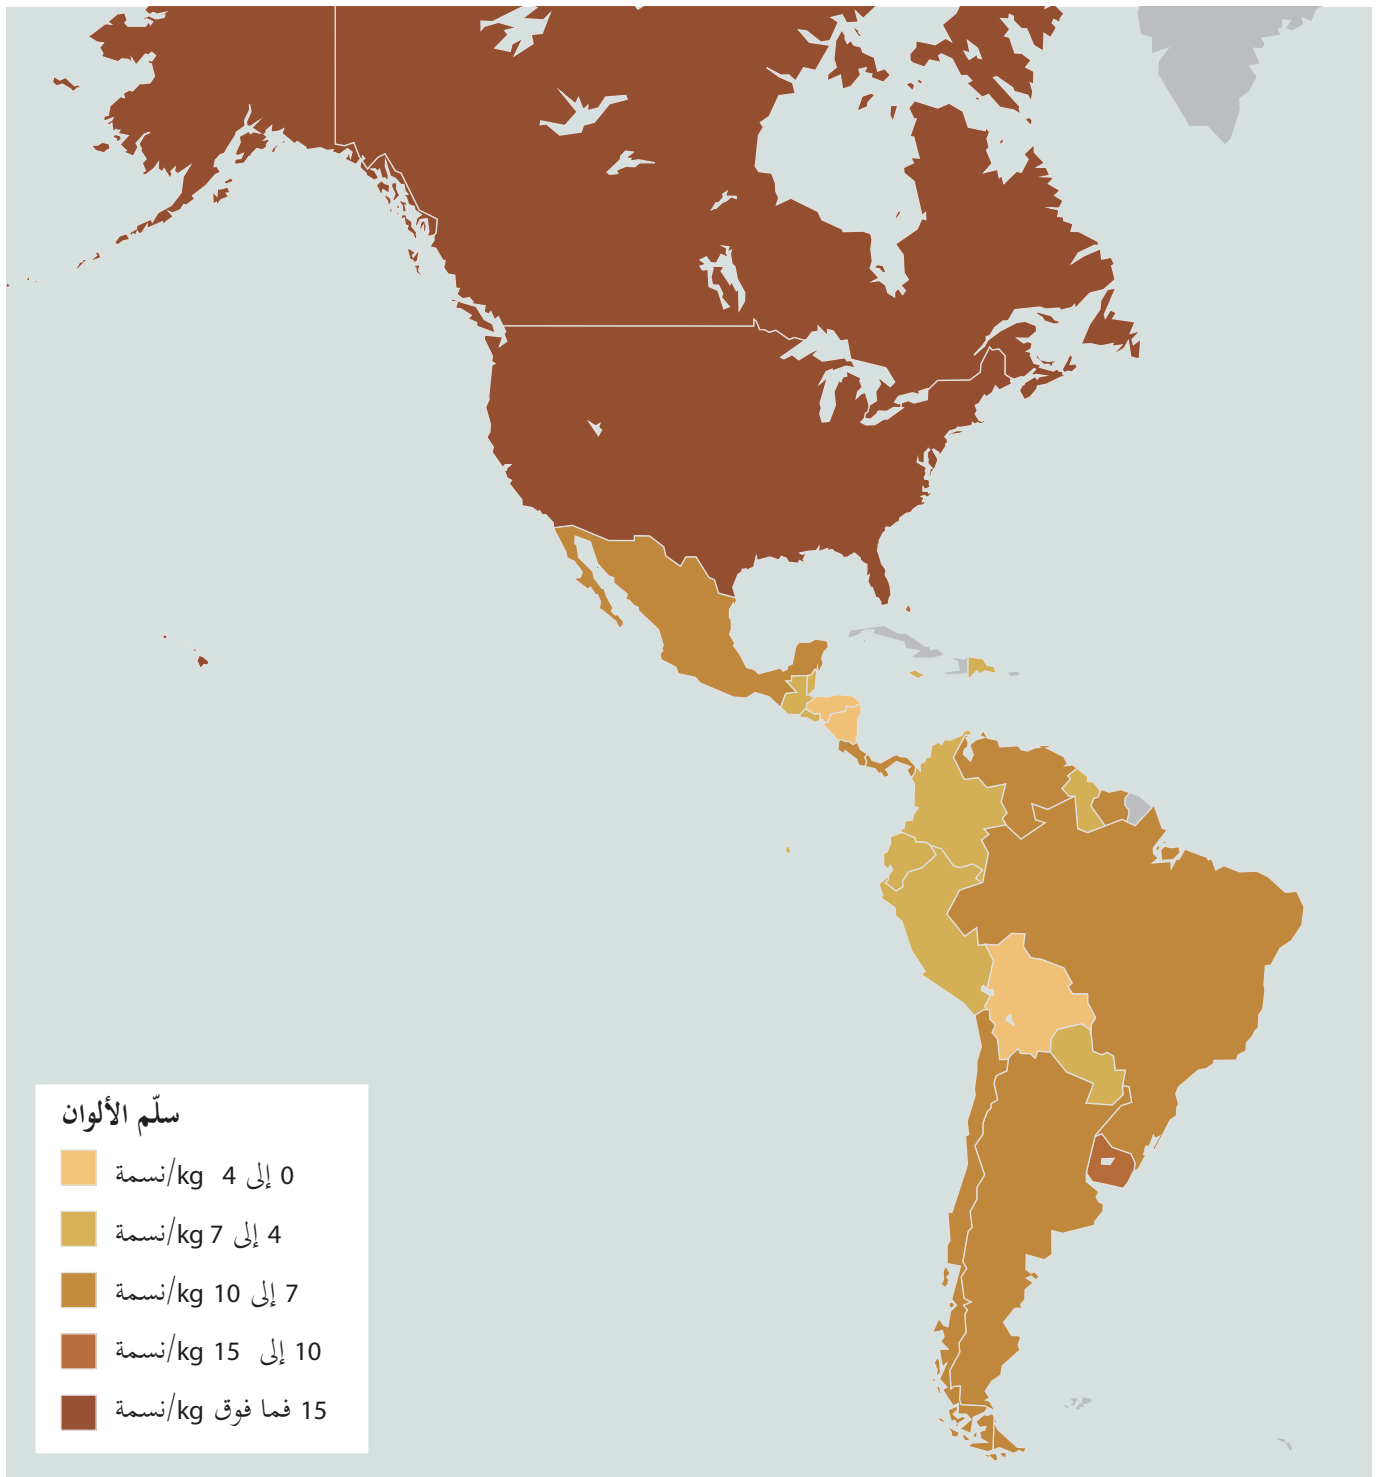 سلّم الألوان
0 إلى 4 kg/نسمة
4 إلى 7 kg/نسمة
7 إلى 10 kg/نسمة
10 إلى 15 kg/نسمة
15 فما فوق kg/نسمة